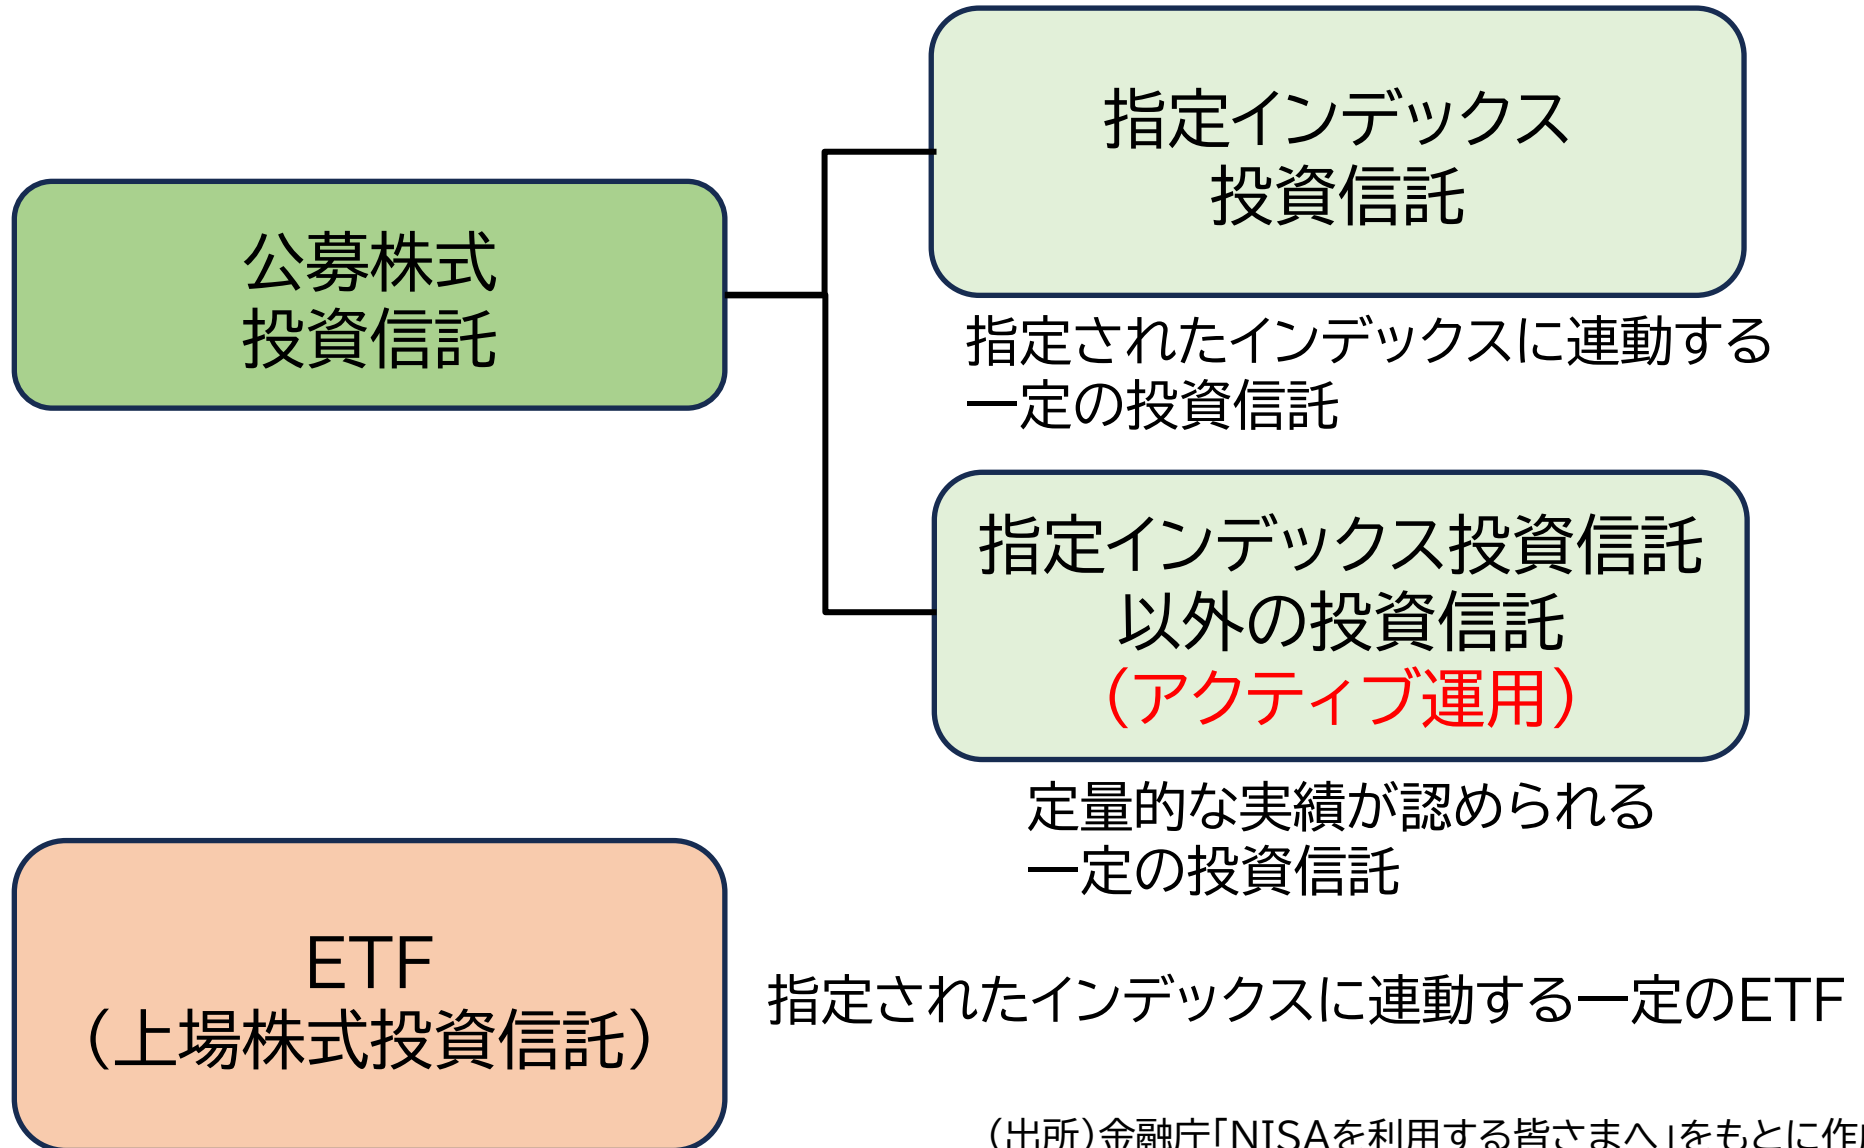 公募株式
投資信託
指定インデックス
投資信託
指定されたインデックスに連動する
一定の投資信託
指定インデックス投資信託
以外の投資信託
（アクティブ運用）
定量的な実績が認められる
一定の投資信託
ETF
（上場株式投資信託）
指定されたインデックスに連動する一定のETF
（出所）金融庁「NISAを利用する皆さまへ」をもとに作